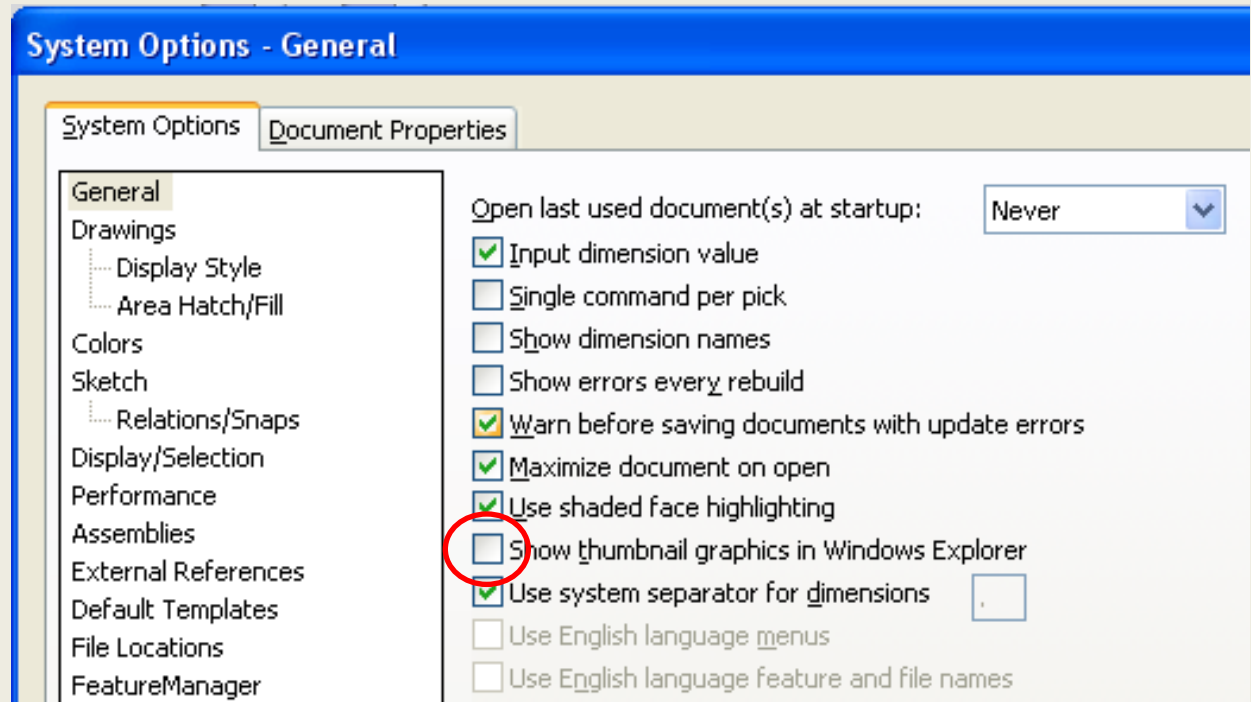 System Options - General
System Options
Document Properties
General
Drawings
Display Style
Area Hatch/Fill
Colors
Sketch
Relations/Snaps
Display/Selection
Performance
Assemblies
External References
Default Templates
File Locations
FeatureManager
Open last used document(s) at startup:
Never
Input dimension value
Single command per pick
Show dimension names
Show errors every rebuild
Warn before saving documents with update errors
Maximize document on open
Use shaded face highlighting
Show thumbnail graphics in Windows Explorer
Use system separator for dimensions
.
Use English language menus
Use English language feature and file names